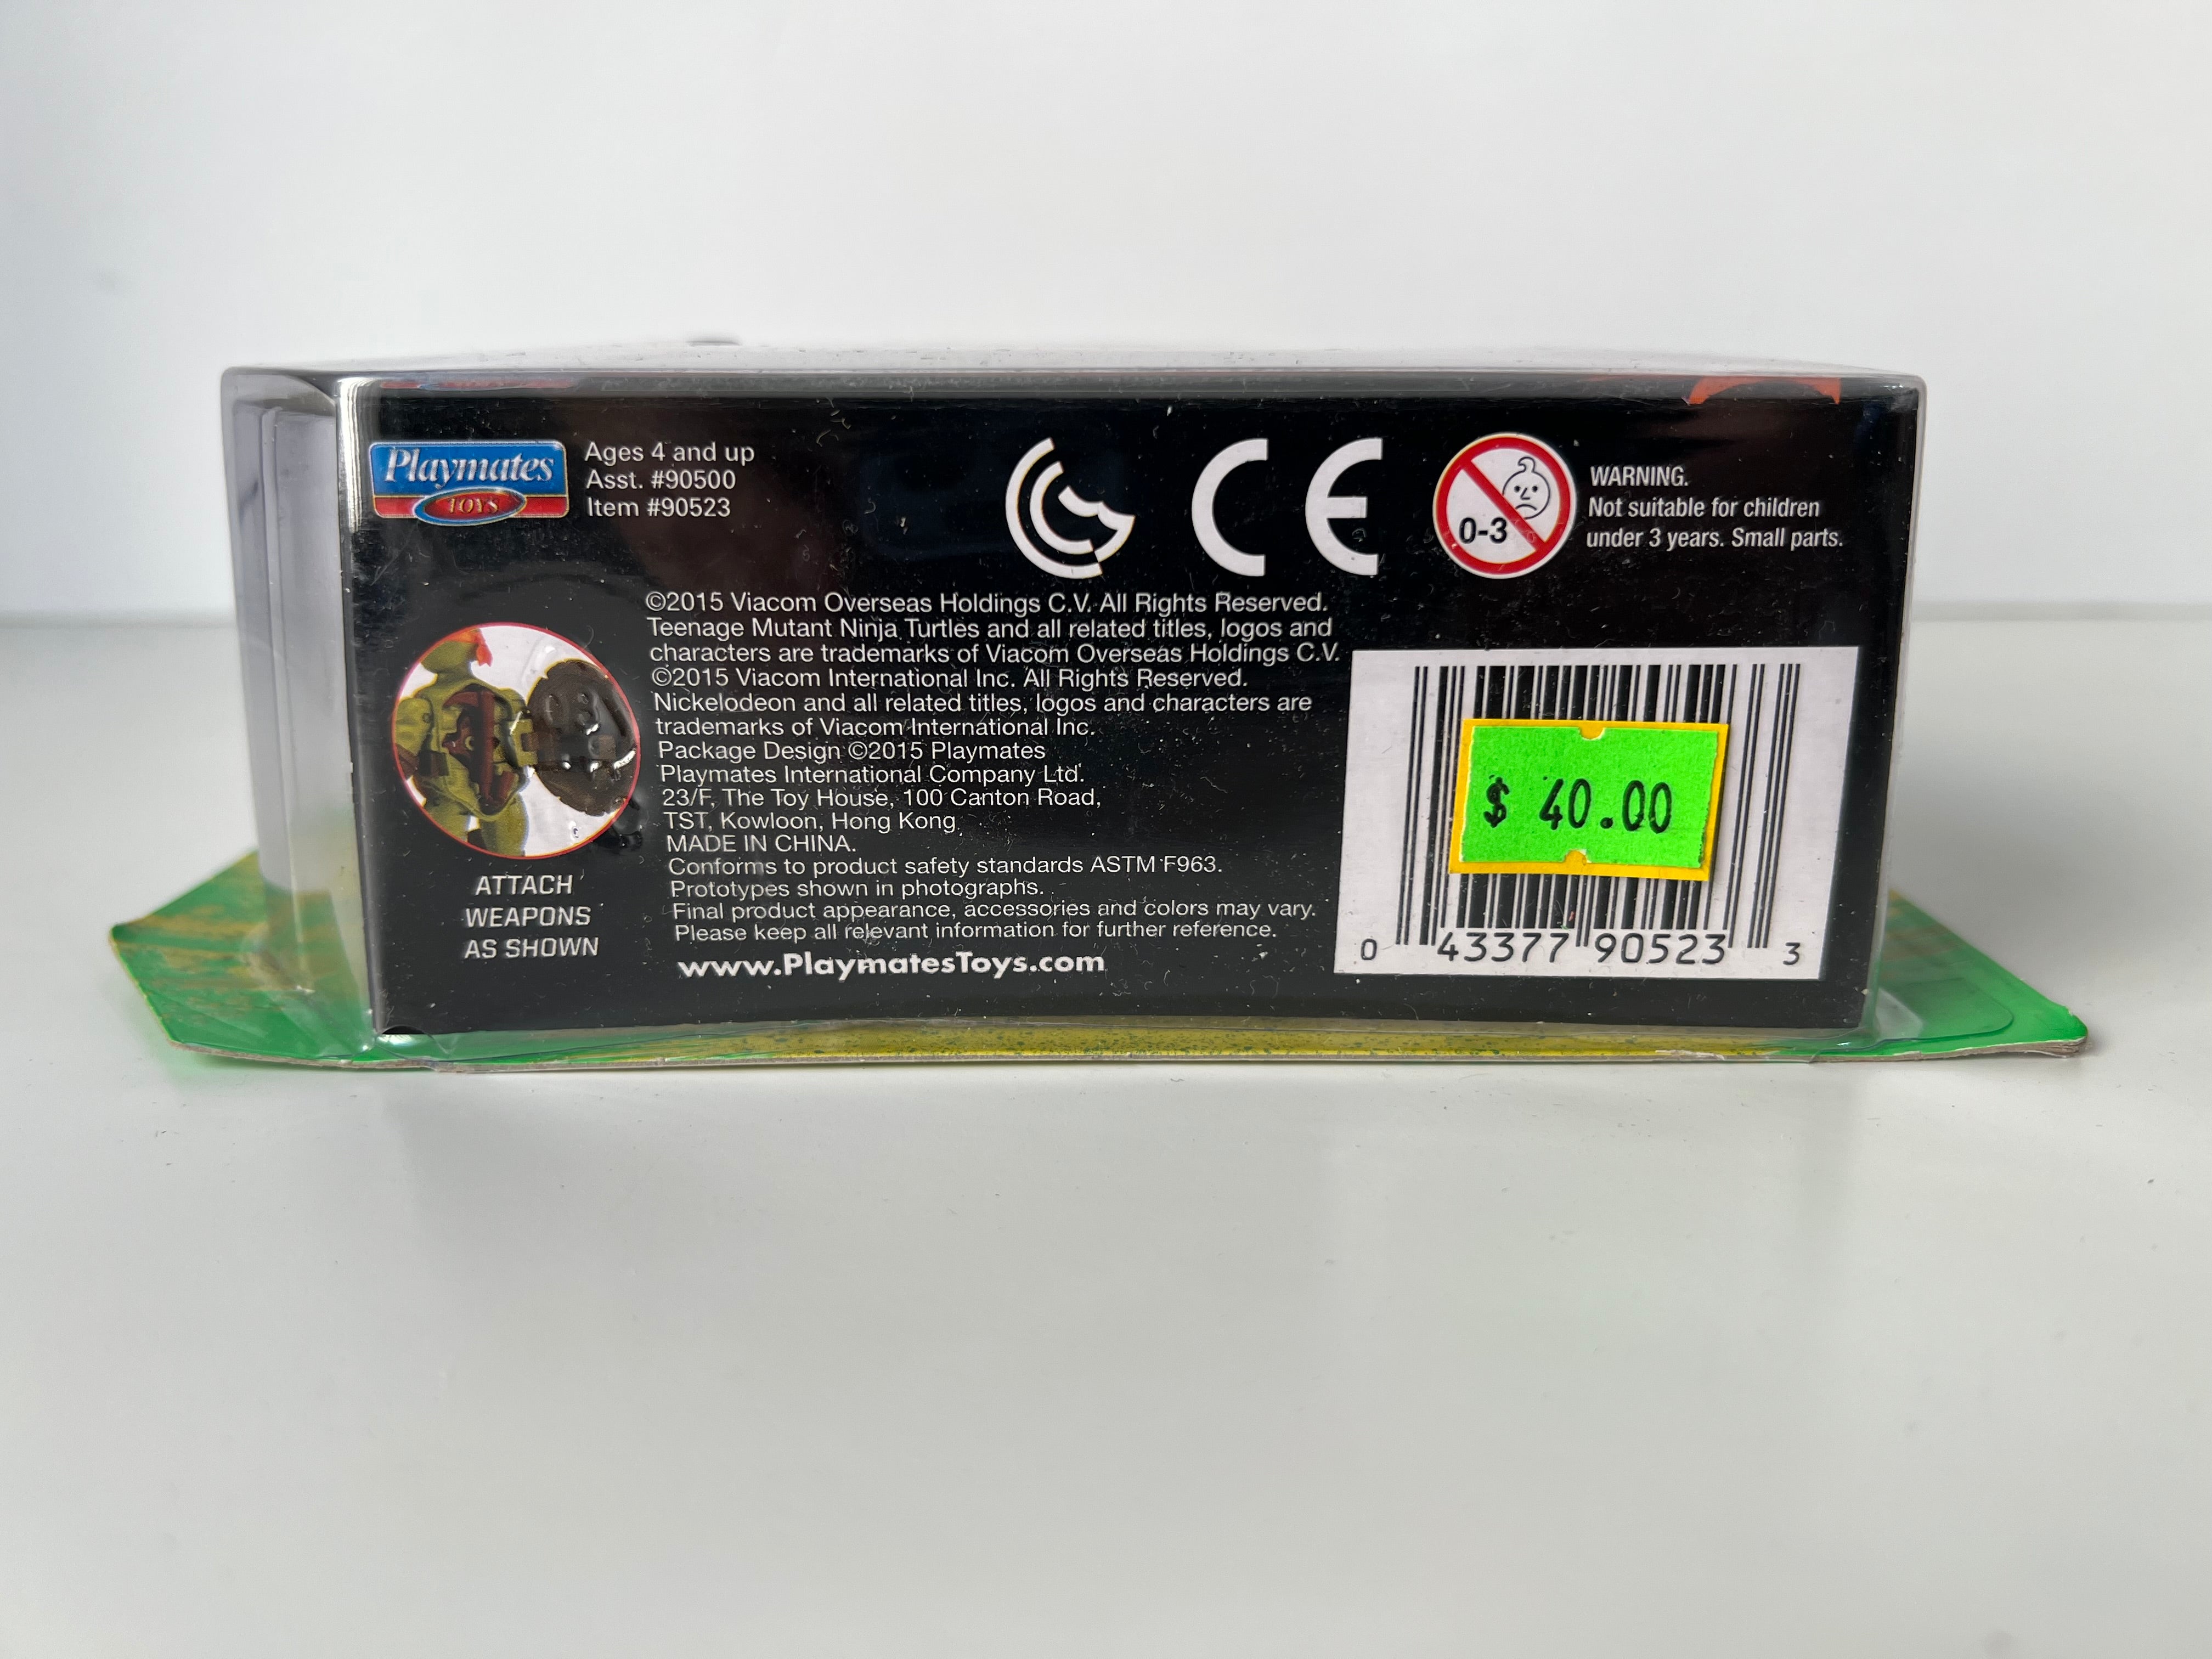 Playmates
TOYS
Ages 4 and up
Asst. #90500
Item #90523
CE
0-3
WARNING.
Not suitable for children
under 3 years. Small parts.
©2015 Viacom Overseas Holdings C.V. All Rights Reserved.
Teenage Mutant Ninja Turtles and all related titles, logos and
characters are trademarks of Viacom Overseas Holdings C.V.
©2015 Viacom International Inc. All Rights Reserved.
Nickelodeon and all related titles, logos and characters are
trademarks of Viacom International Inc.
Package Design ©2015 Playmates
Playmates International Company Ltd.
23/F, The Toy House, 100 Canton Road,
TST, Kowloon, Hong Kong
MADE IN CHINA.
Conforms to product safety standards ASTM F963.
Prototypes shown in photographs.
Final product appearance, accessories and colors may vary.
Please keep all relevant information for further reference.
www.PlaymatesToys.com
ATTACH
WEAPONS
AS SHOWN
$ 40.00
0 43377 90523 3